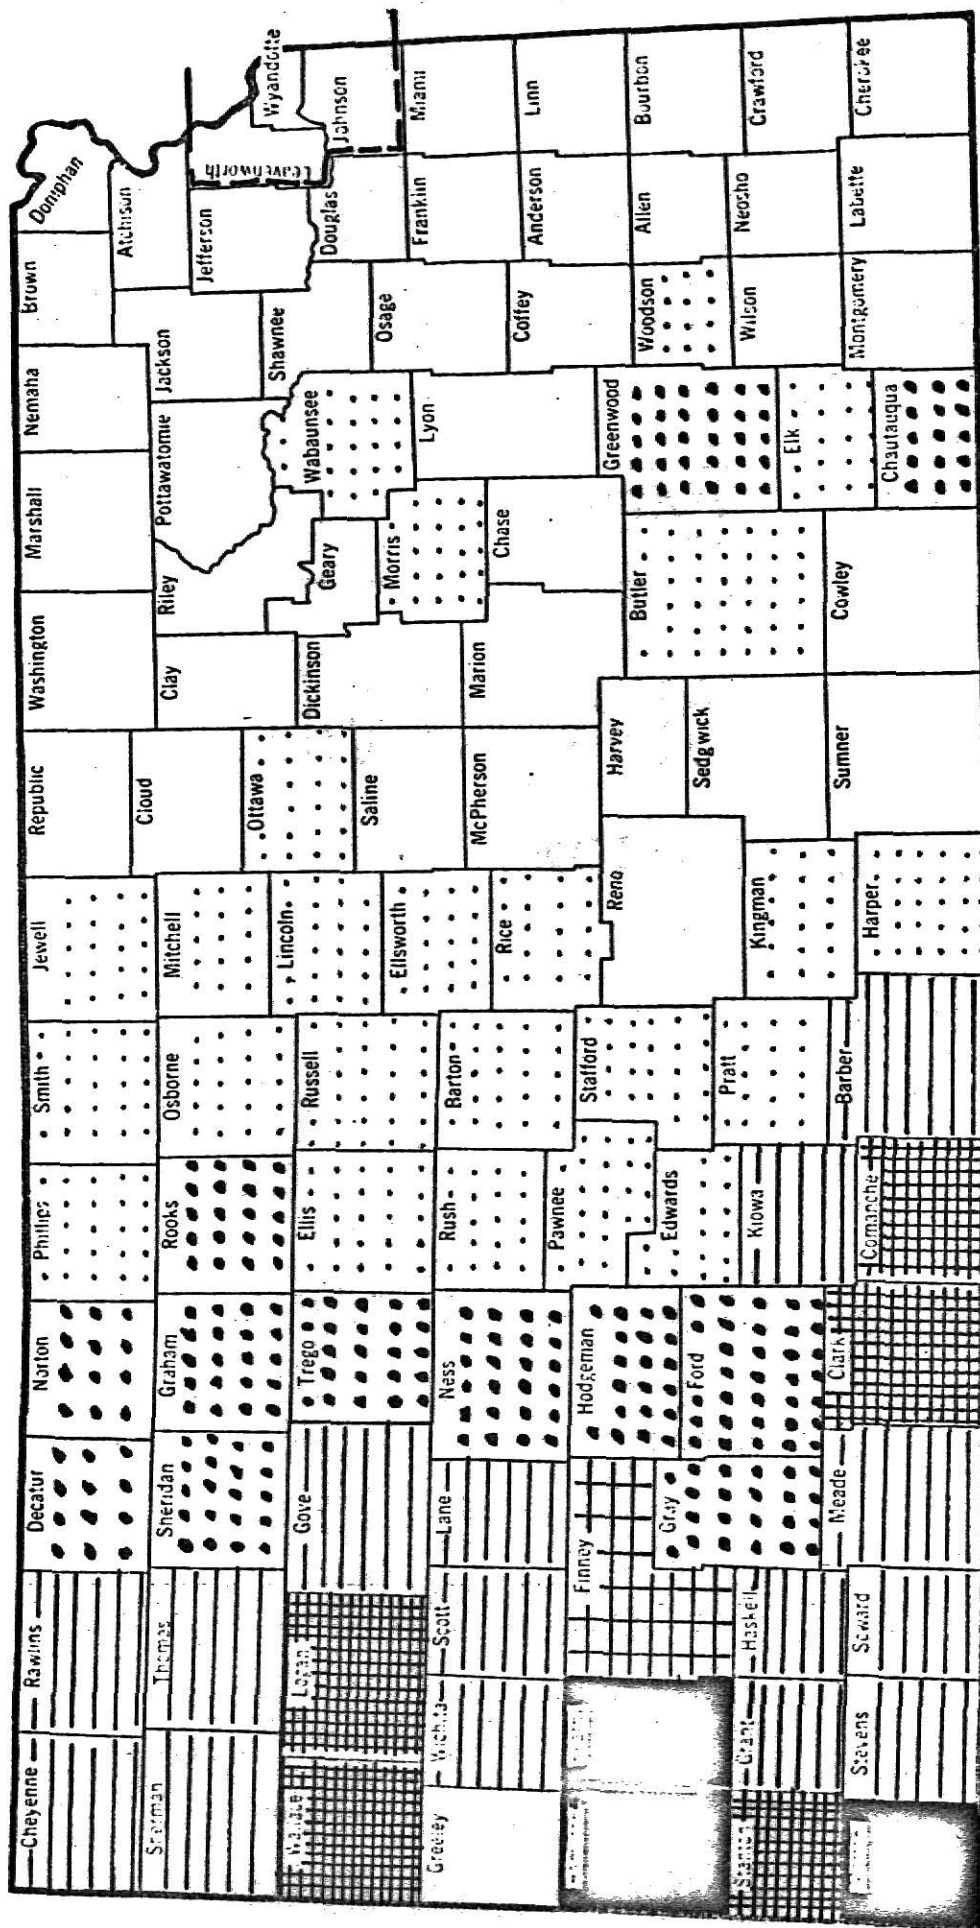 Cheyenne
Rawlins
Decatur
Norton
Phillips
Smith
Jewell
Republic
Washington
Marshall
Nemaha
Brown
Doniphan
Sherman
Thomas
Sheridan
Graham
Rooks
Osborne
Mitchell
Cloud
Clay
Riley
Pottawatomie
Jackson
Atchison
Jefferson
Leavenworth
Wyandotte
Wallace
Logan
Gove
Trego
Ellis
Russell
Lincoln
Ottawa
Dickinson
Geary
Wabaunsee
Shawnee
Douglas
Johnson
Greeley
Wichita
Scott
Lane
Ness
Rush
Barton
Ellsworth
Saline
Morris
Osage
Franklin
Miami
Rice
McPherson
Marion
Chase
Lyon
Coffey
Anderson
Linn
Finney
Hodgeman
Pawnee
Stafford
Reno
Harvey
Butler
Greenwood
Woodson
Allen
Bourbon
Gray
Ford
Edwards
Pratt
Kingman
Sedgwick
Elk
Wilson
Neosho
Crawford
Stanton
Grant
Haskell
Kiowa
Stevens
Seward
Meade
Clark
Comanche
Barber
Harper
Sumner
Cowley
Chautauqua
Montgomery
Labette
Cherokee